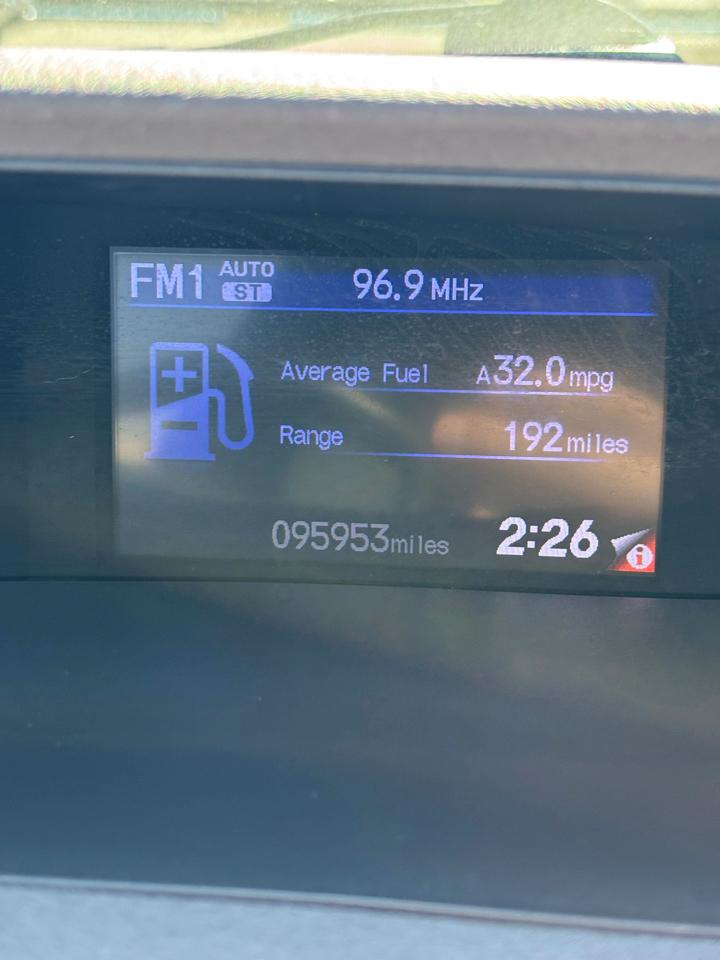 FM1 AUTO ST 96.9 MHz
Average Fuel A32.0 mpg
Range 192 miles
095953 miles 2:26 i